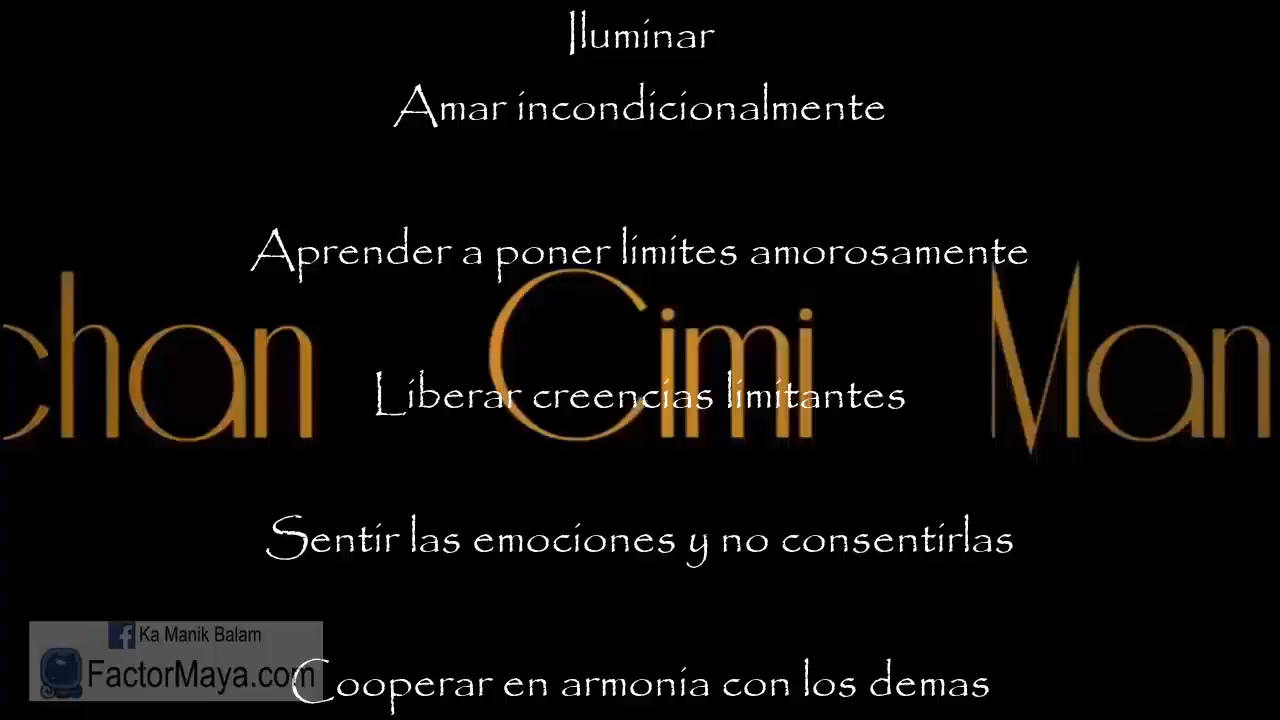 Iluminar
Amar incondicionalmente
Aprender a poner limites amorosamente
chan Cimi Man
Liberar creencias limitantes
Sentir las emociones y no consentirlas
Ka Manik Balam
FactorMaya.com
Cooperar en armonia con los demas